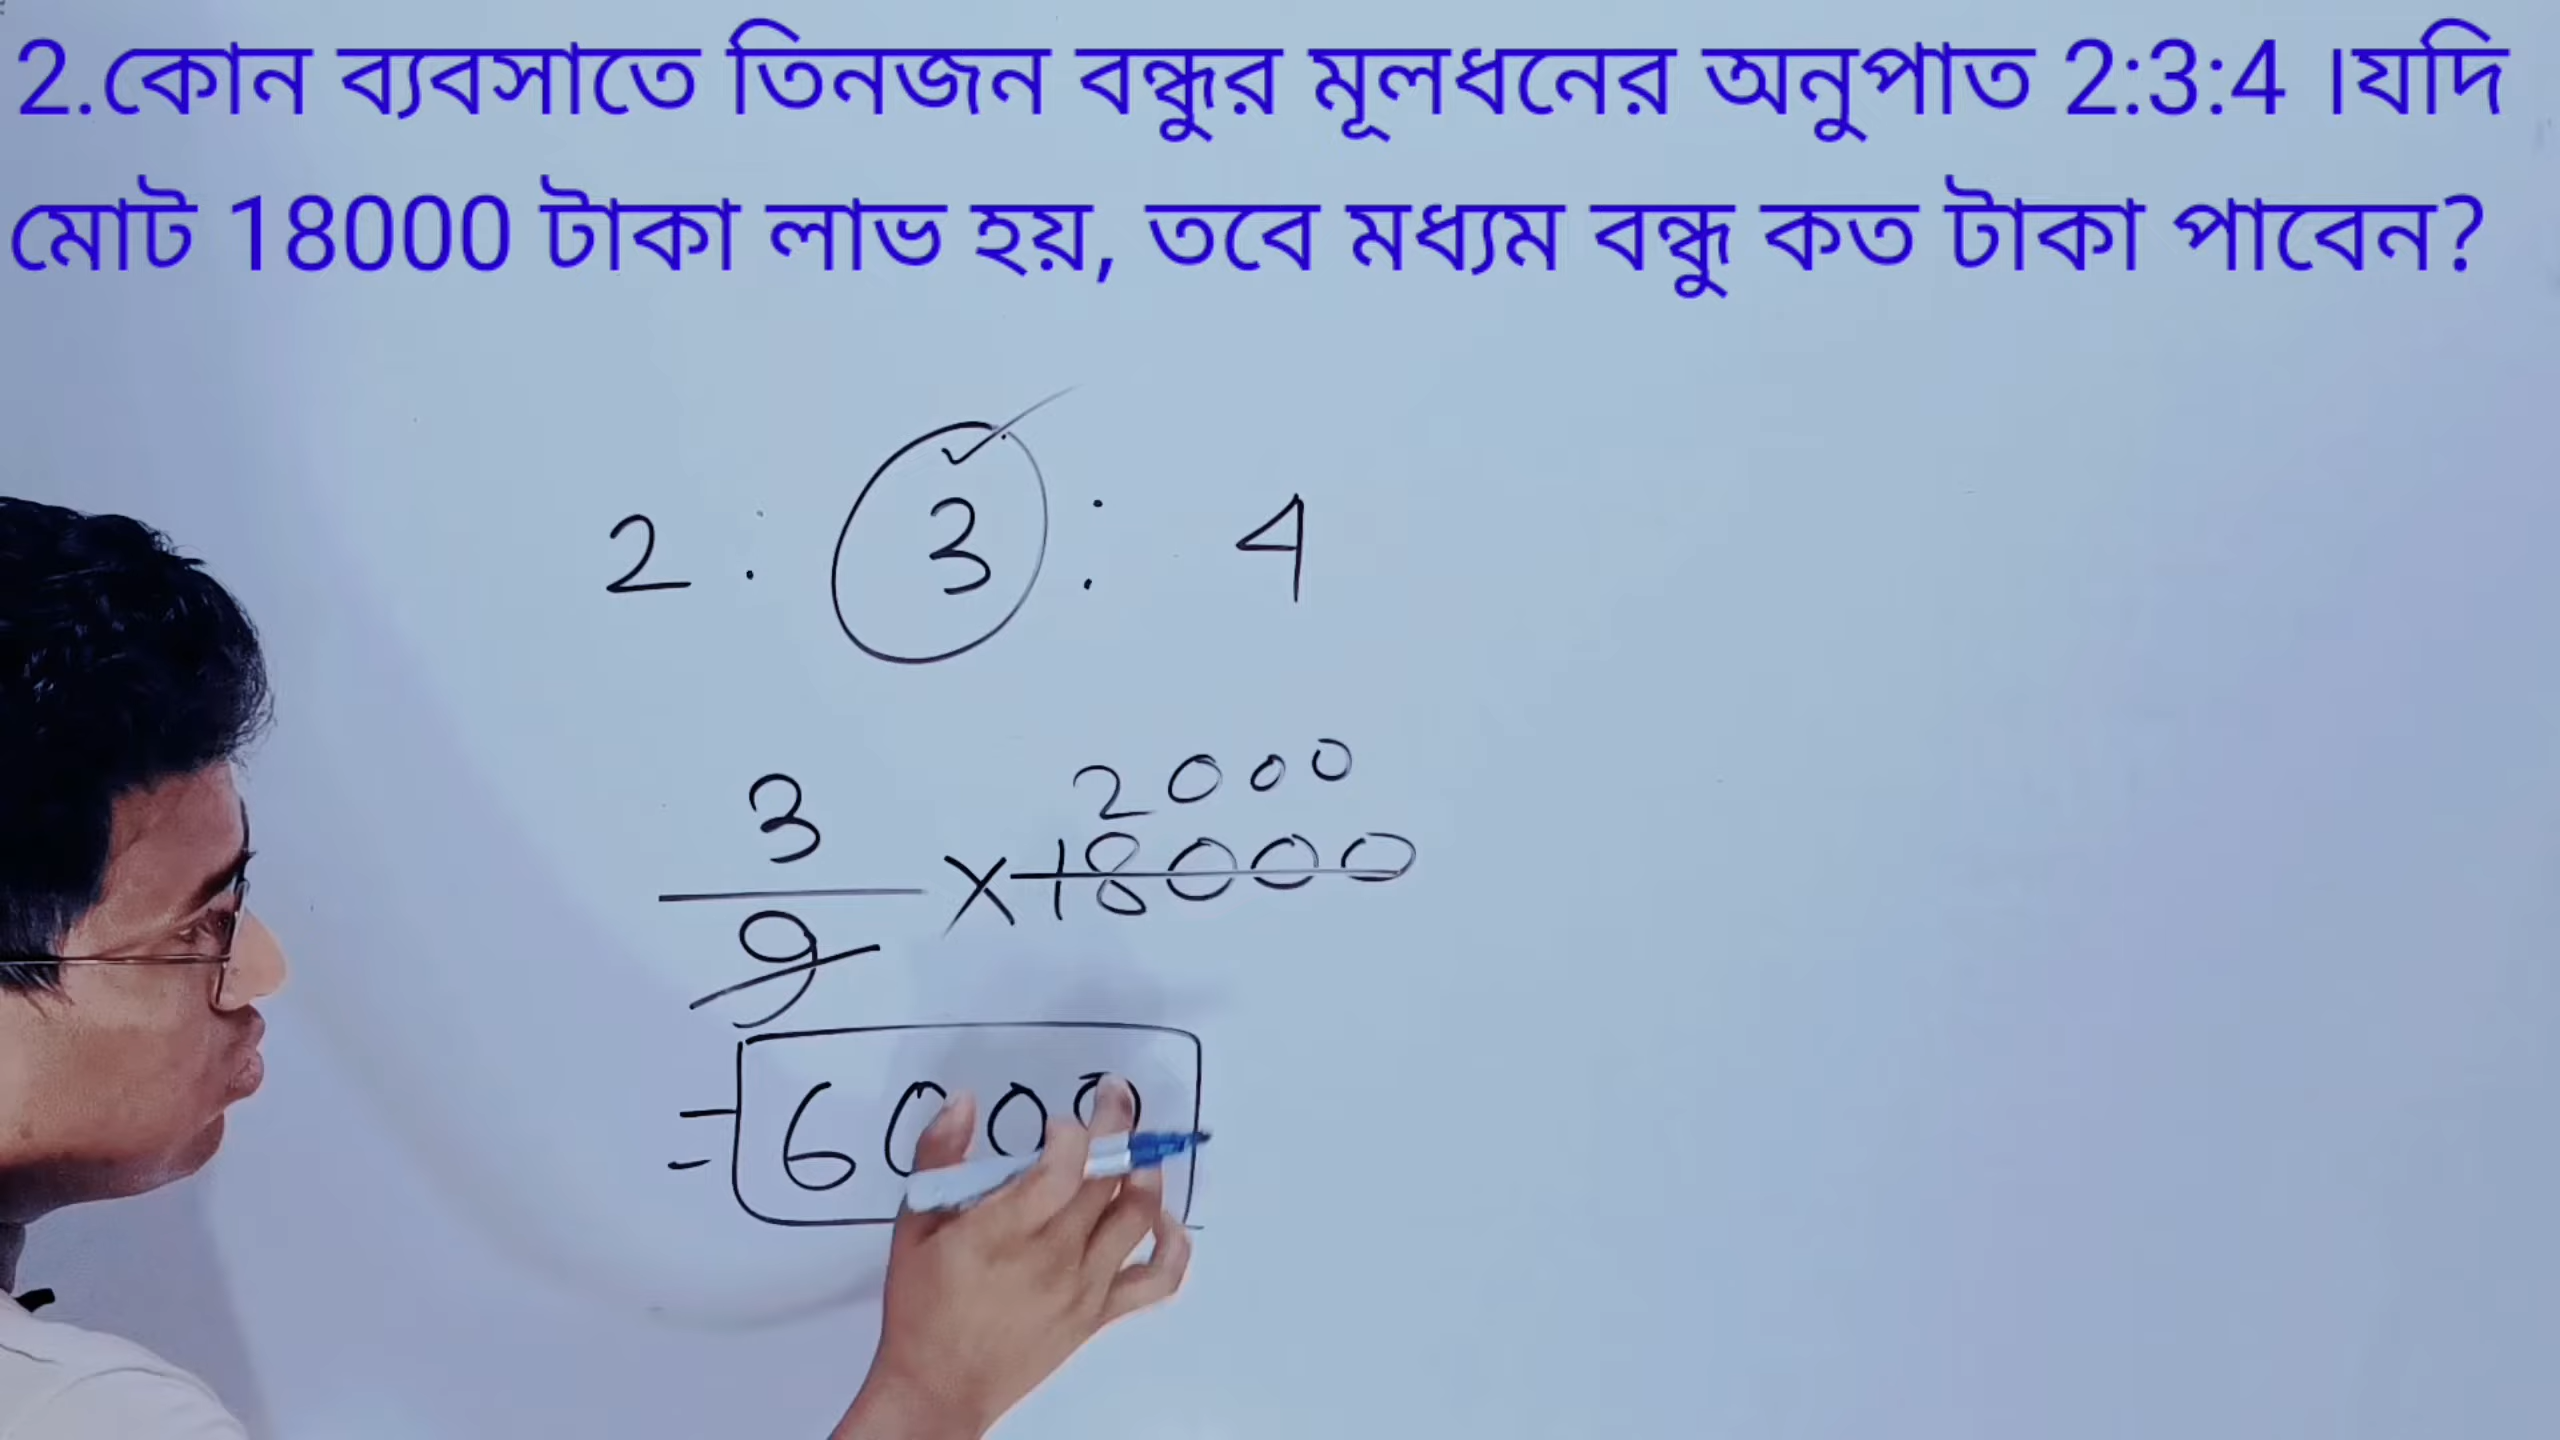 2.কোন ব্যবসাতে তিনজন বন্ধুর মূলধনের অনুপাত 2:3:4 ।যদি
মোট 18000 টাকা লাভ হয়, তবে মধ্যম বন্ধু কত টাকা পাবেন?
2 : 3 : 4
2000
3/9 × 18000
= 6000